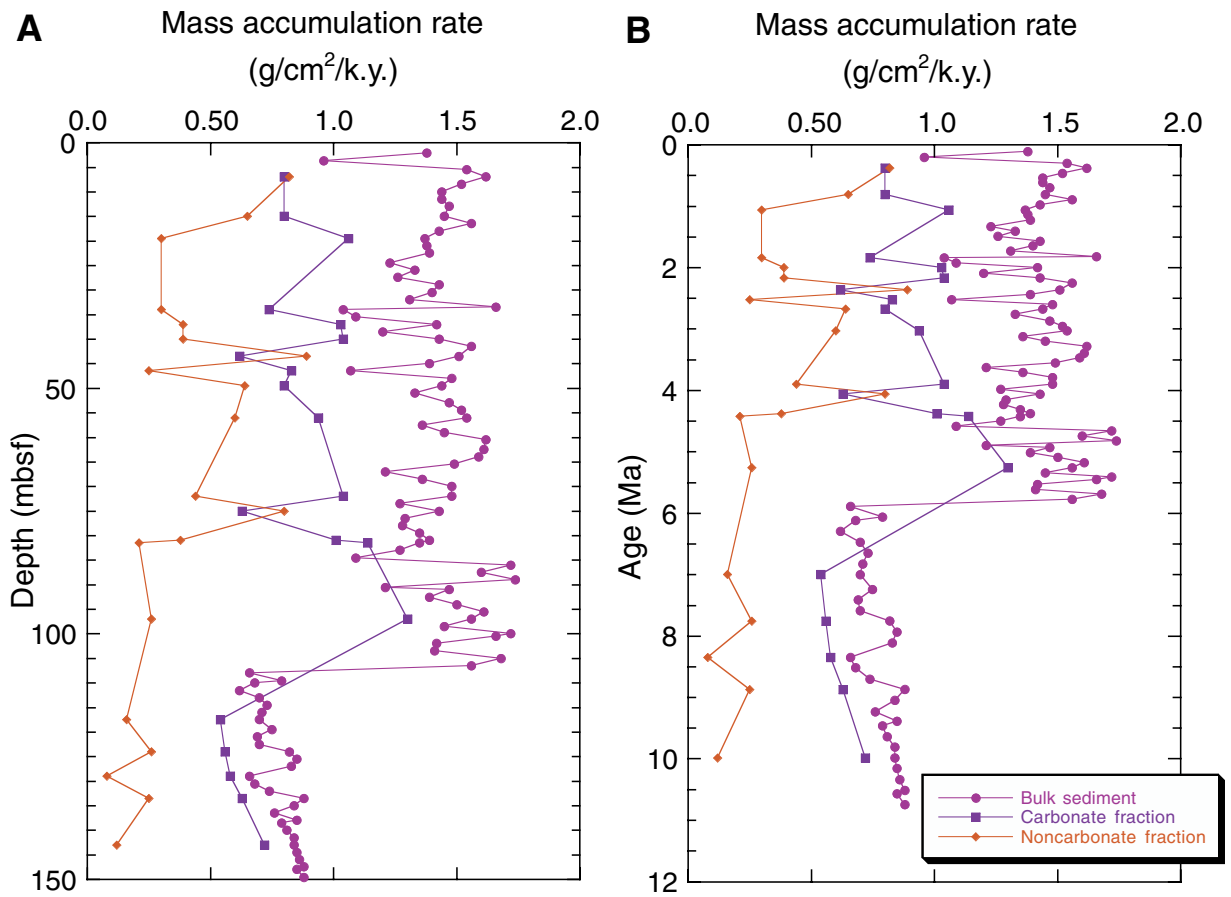 A
Mass accumulation rate
(g/cm²/k.y.)
0.0 0.50 1.0 1.5 2.0
0
50
100
150
Depth (mbsf)
B
Mass accumulation rate
(g/cm²/k.y.)
0.0 0.50 1.0 1.5 2.0
0
2
4
6
8
10
12
Age (Ma)
Bulk sediment
Carbonate fraction
Noncarbonate fraction